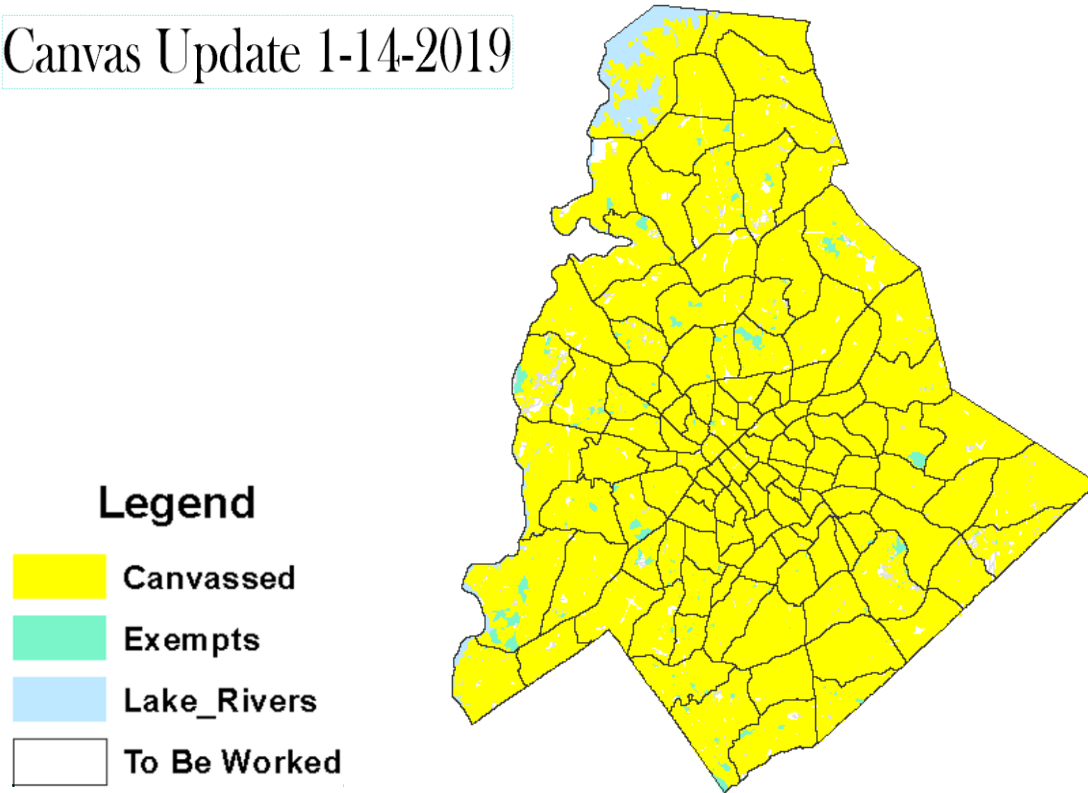 Canvas Update 1-14-2019
Legend
Canvassed
Exempts
Lake_Rivers
To Be Worked